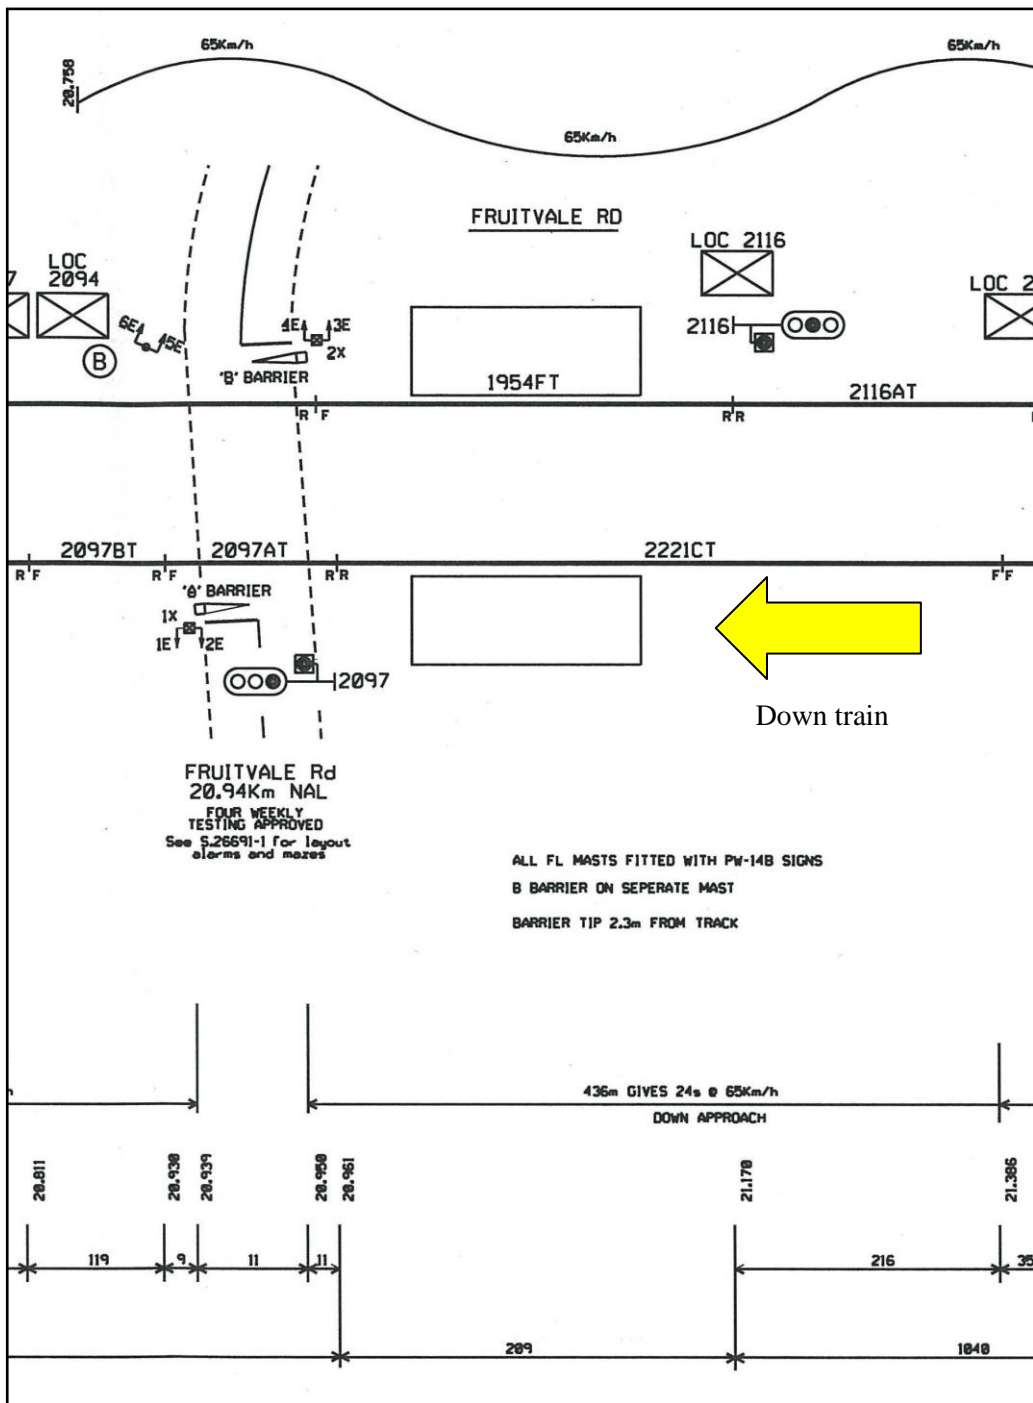 65Km/h
65Km/h
20.758
65Km/h
FRUITVALE RD
LOC 2116
LOC
2094
7
LOC 2
6E
5E
4E
3E
2116
B
2X
'B' BARRIER
1954FT
2116AT
R F
R R
2097BT
2097AT
2221CT
R F
R F
R R
F F
'A' BARRIER
1X
1E
2E
2097
Down train
FRUITVALE Rd
20.94Km NAL
FOUR WEEKLY
TESTING APPROVED
See S.26691-1 for layout
alarms and mazes
ALL FL MASTS FITTED WITH PW-14B SIGNS
B BARRIER ON SEPERATE MAST
BARRIER TIP 2.3m FROM TRACK
436m GIVES 24s @ 65Km/h
DOWN APPROACH
20.811
20.930
20.939
20.950
20.961
21.170
21.386
119
9
11
11
216
35
209
1040